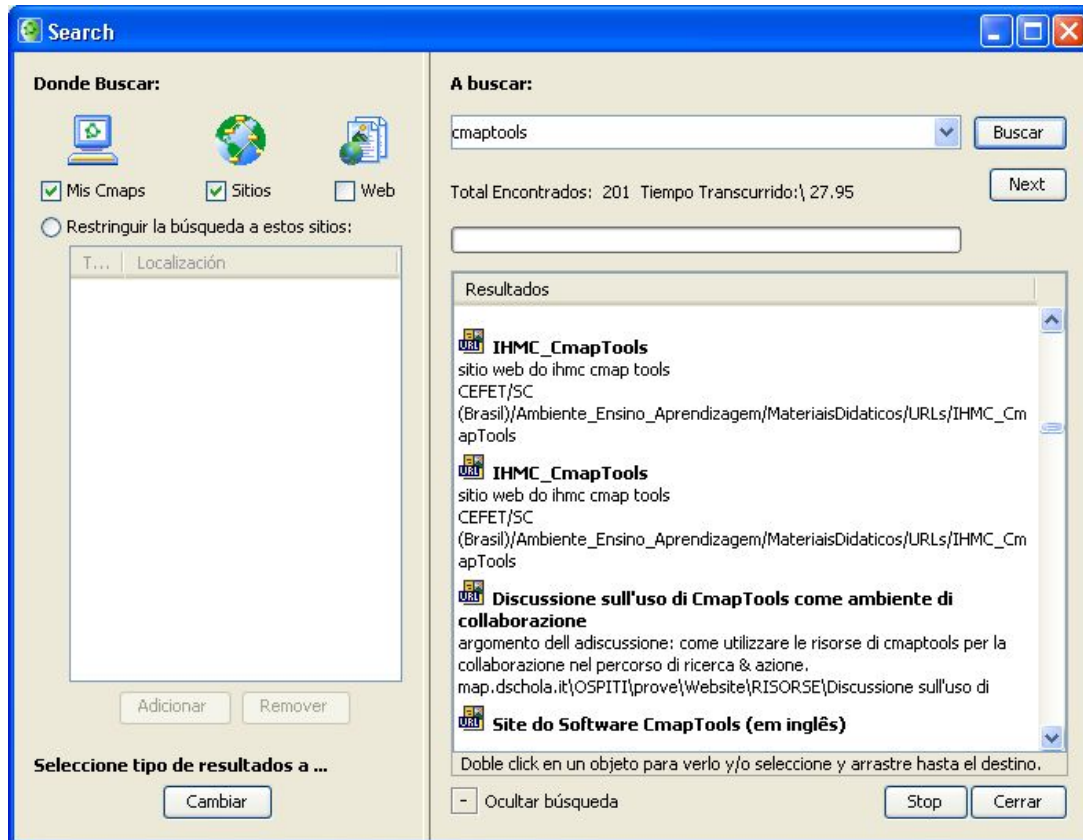 Search
Donde Buscar:
Mis Cmaps
Sitios
Web
Restringuir la búsqueda a estos sitios:
T... Localización
Adicionar
Remover
Seleccione tipo de resultados a ...
Cambiar
A buscar:
cmaptools
Buscar
Total Encontrados: 201 Tiempo Transcurrido:\ 27.95
Next
Resultados
URL IHMC_CmapTools
sitio web do ihmc cmap tools
CEFET/SC
(Brasil)/Ambiente_Ensino_Aprendizagem/MateriaisDidaticos/URLs/IHMC_Cm
apTools
URL IHMC_CmapTools
sitio web do ihmc cmap tools
CEFET/SC
(Brasil)/Ambiente_Ensino_Aprendizagem/MateriaisDidaticos/URLs/IHMC_Cm
apTools
URL Discussione sull'uso di CmapTools come ambiente di
collaborazione
argomento dell adiscussione: come utilizzare le risorse di cmaptools per la
collaborazione nel percorso di ricerca & azione.
map.dschola.it\OSPITI\prove\Website\RISORSE\Discussione sull'uso di
URL Site do Software CmapTools (em inglês)
Doble click en un objeto para verlo y/o seleccione y arrastre hasta el destino.
- Ocultar búsqueda
Stop
Cerrar